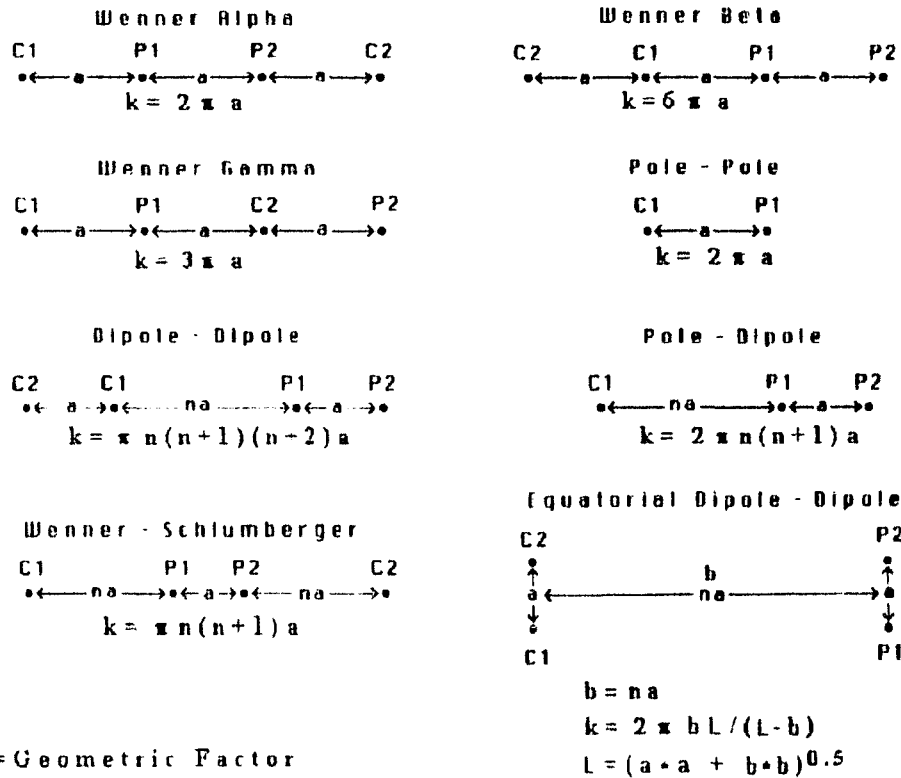 Wenner Alpha
C1 P1 P2 C2
a a a
k = 2 π a
Wenner Beta
C2 C1 P1 P2
a a a
k=6 π a
Wenner Gamma
C1 P1 C2 P2
a a a
k = 3 π a
Pole - Pole
C1 P1
a
k = 2 π a
Dipole - Dipole
C2 C1 P1 P2
a na a
k = π n(n+1)(n+2)a
Pole - Dipole
C1 P1 P2
na a
k = 2 π n(n+1)a
Wenner - Schlumberger
C1 P1 P2 C2
na a na
k = π n(n+1)a
Equatorial Dipole - Dipole
C2 P2
b
a na a
C1 P1
b = na
k = 2 π bL/(L-b)
L = (a*a + b*b)0.5
=Geometric Factor